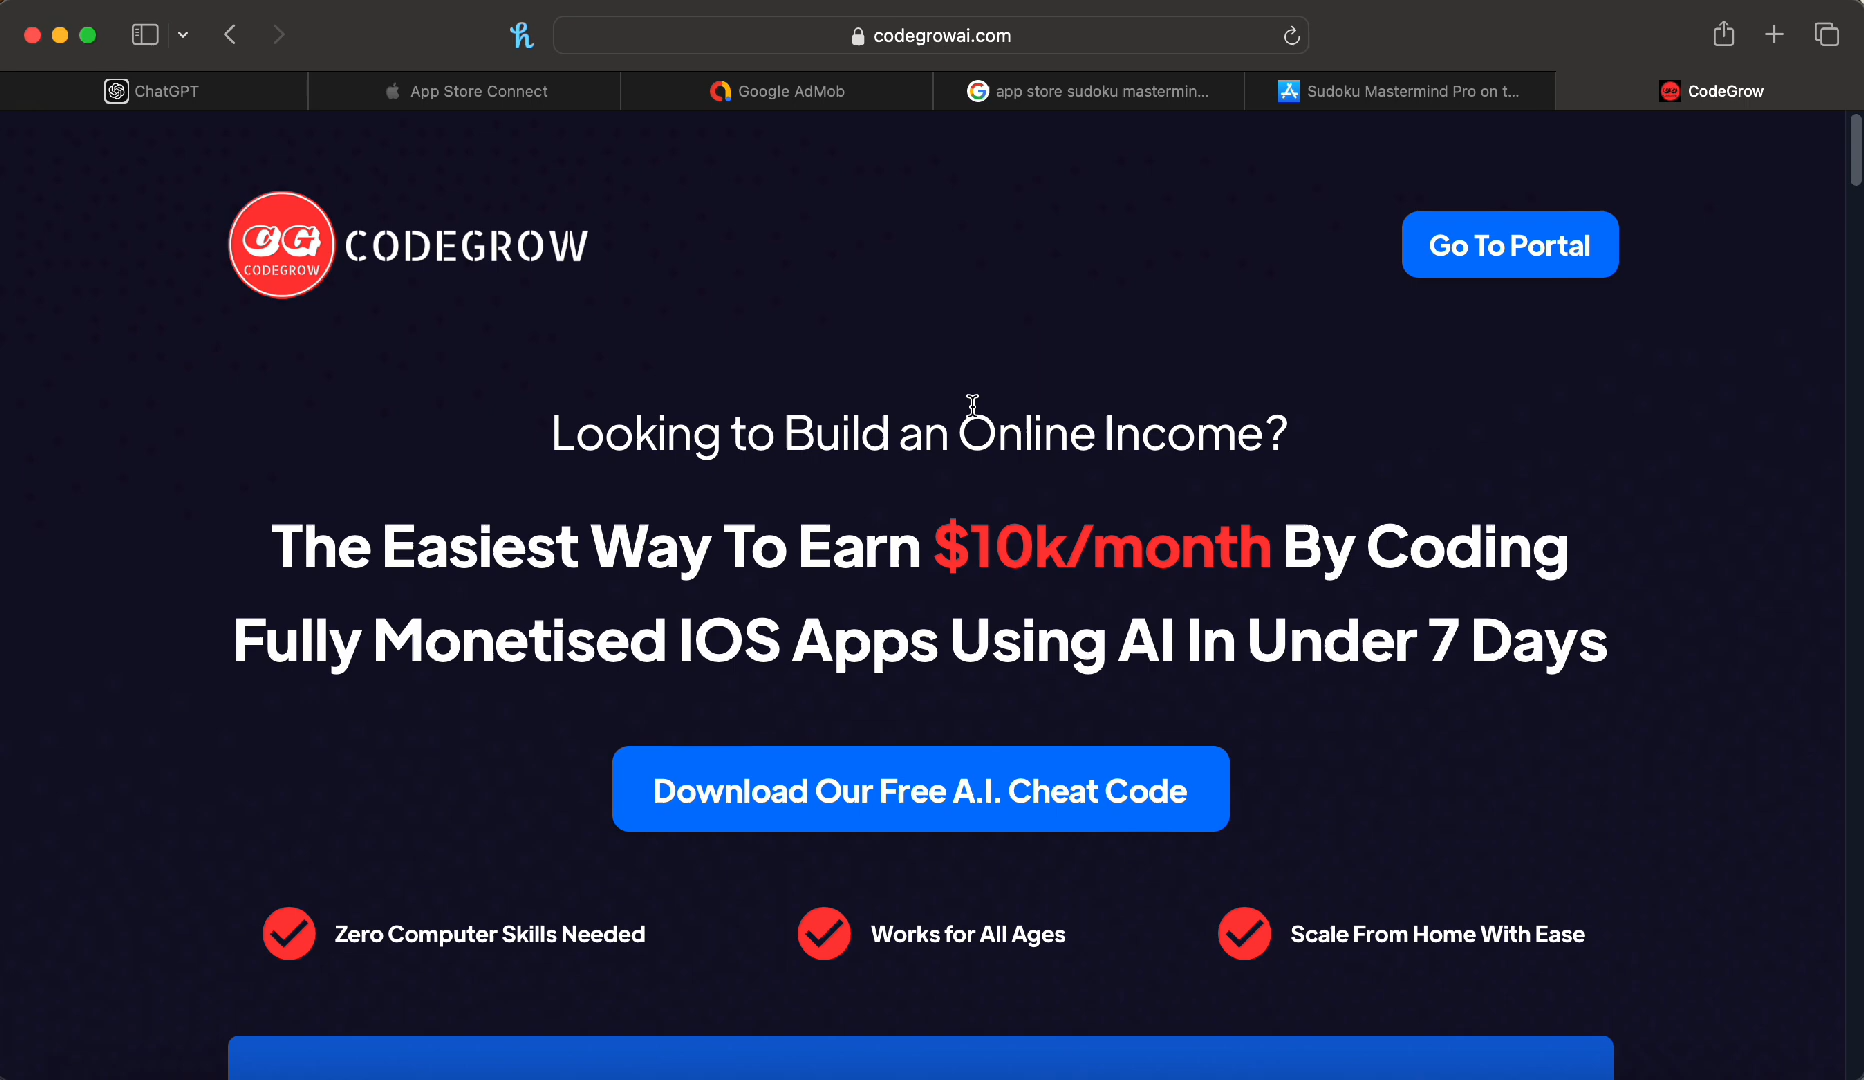 codegrowai.com
ChatGPT
App Store Connect
Google AdMob
app store sudoku mastermin...
Sudoku Mastermind Pro on t...
CodeGrow
CG
CODEGROW
CODEGROW
Go To Portal
Looking to Build an Online Income?
The Easiest Way To Earn $10k/month By Coding
Fully Monetised IOS Apps Using AI In Under 7 Days
Download Our Free A.I. Cheat Code
Zero Computer Skills Needed
Works for All Ages
Scale From Home With Ease